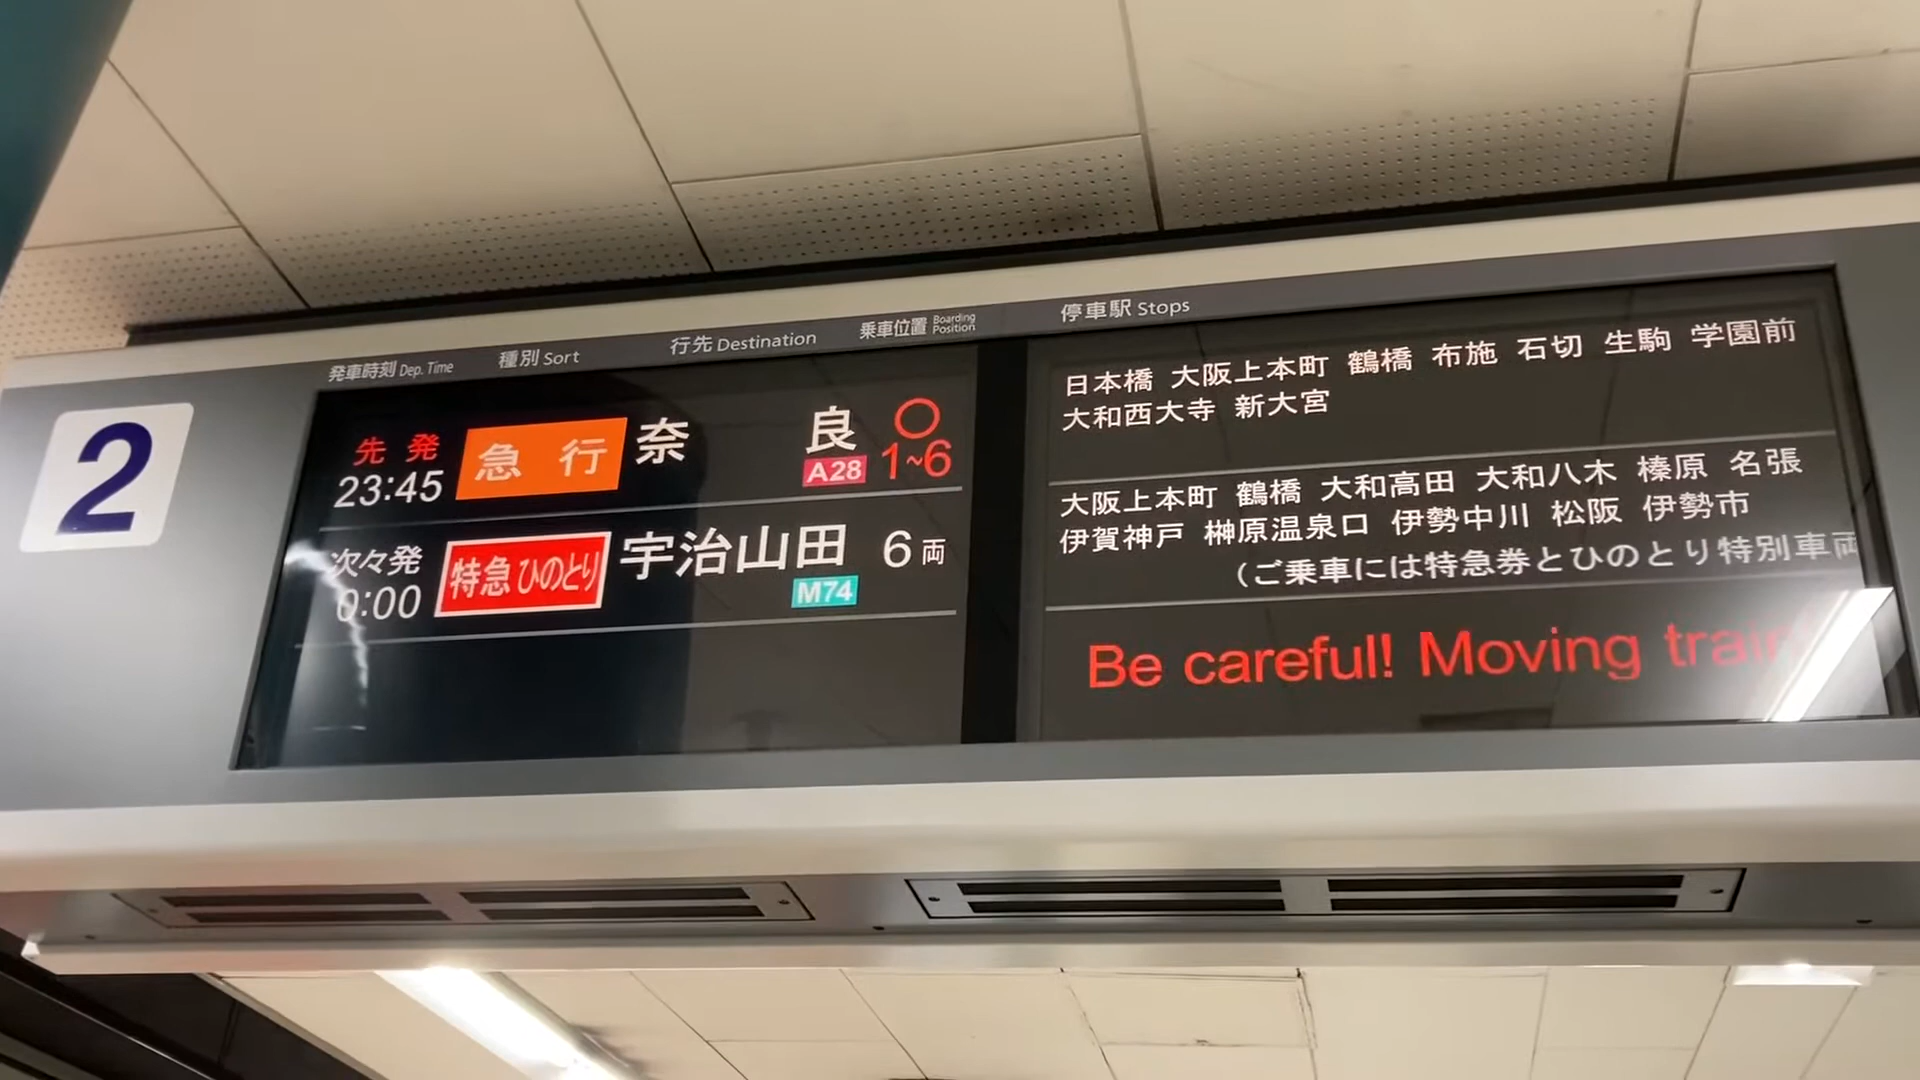 発車時刻 Dep. Time 種別 Sort 行先 Destination 乗車位置 Boarding Position 停車駅 Stops
2
先発 23:45 急行 奈良 A28 ○ 1~6
次々発 0:00 特急 ひのとり 宇治山田 M74 6両
日本橋 大阪上本町 鶴橋 布施 石切 生駒 学園前
大和西大寺 新大宮
大阪上本町 鶴橋 大和高田 大和八木 榛原 名張
伊賀神戸 榊原温泉口 伊勢中川 松阪 伊勢市
(ご乗車には特急券とひのとり特別車両
Be careful! Moving train